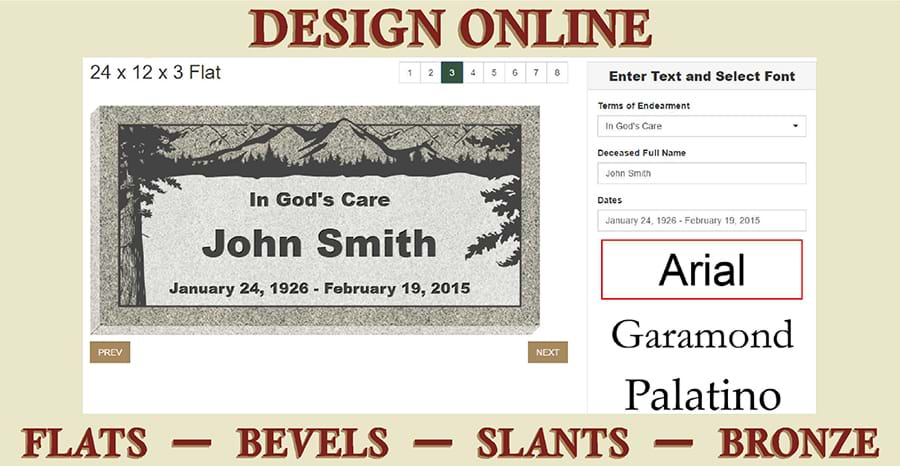 DESIGN ONLINE
24 x 12 x 3 Flat
1 2 3 4 5 6 7 8
In God's Care
John Smith
January 24, 1926 - February 19, 2015
PREV
NEXT
Enter Text and Select Font
Terms of Endearment
In God's Care
Deceased Full Name
John Smith
Dates
January 24, 1926 - February 19, 2015
Arial
Garamond
Palatino
FLATS — BEVELS — SLANTS — BRONZE